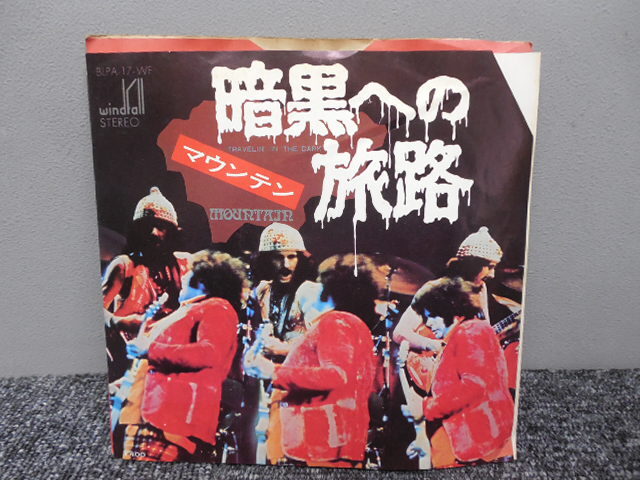 BLPA 17-WF
windfall
STEREO
暗黒への
TRAVELIN' IN THE DARK
旅路
マウンテン
MOUNTAIN
¥400